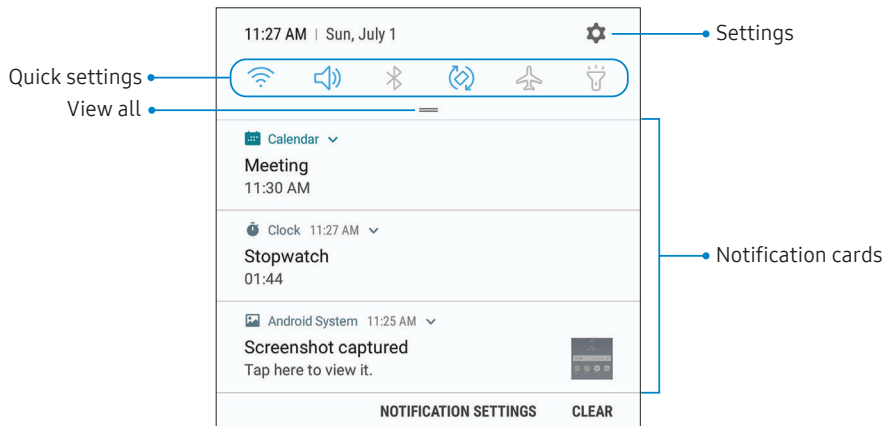 11:27 AM | Sun, July 1
Settings
Quick settings
View all
Calendar
Meeting
11:30 AM
Clock 11:27 AM
Stopwatch
01:44
Notification cards
Android System 11:25 AM
Screenshot captured
Tap here to view it.
NOTIFICATION SETTINGS CLEAR